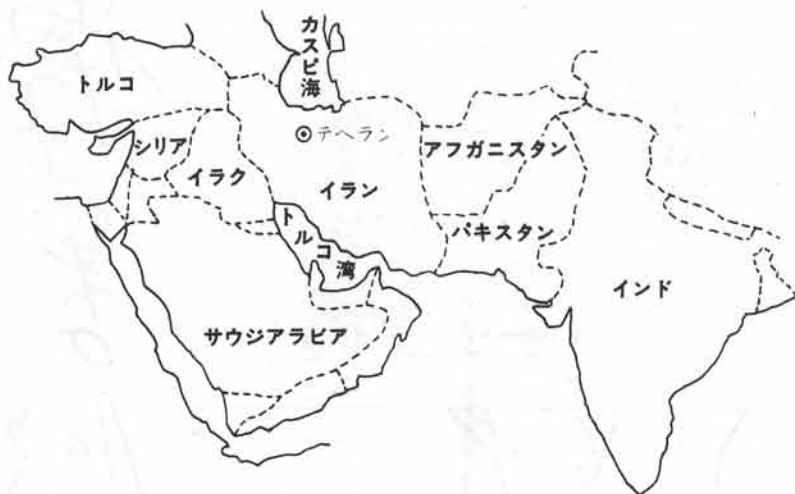 カスピ海
トルコ
テヘラン
シリア
アフガニスタン
イラク
イラン
トルコ湾
パキスタン
インド
サウジアラビア